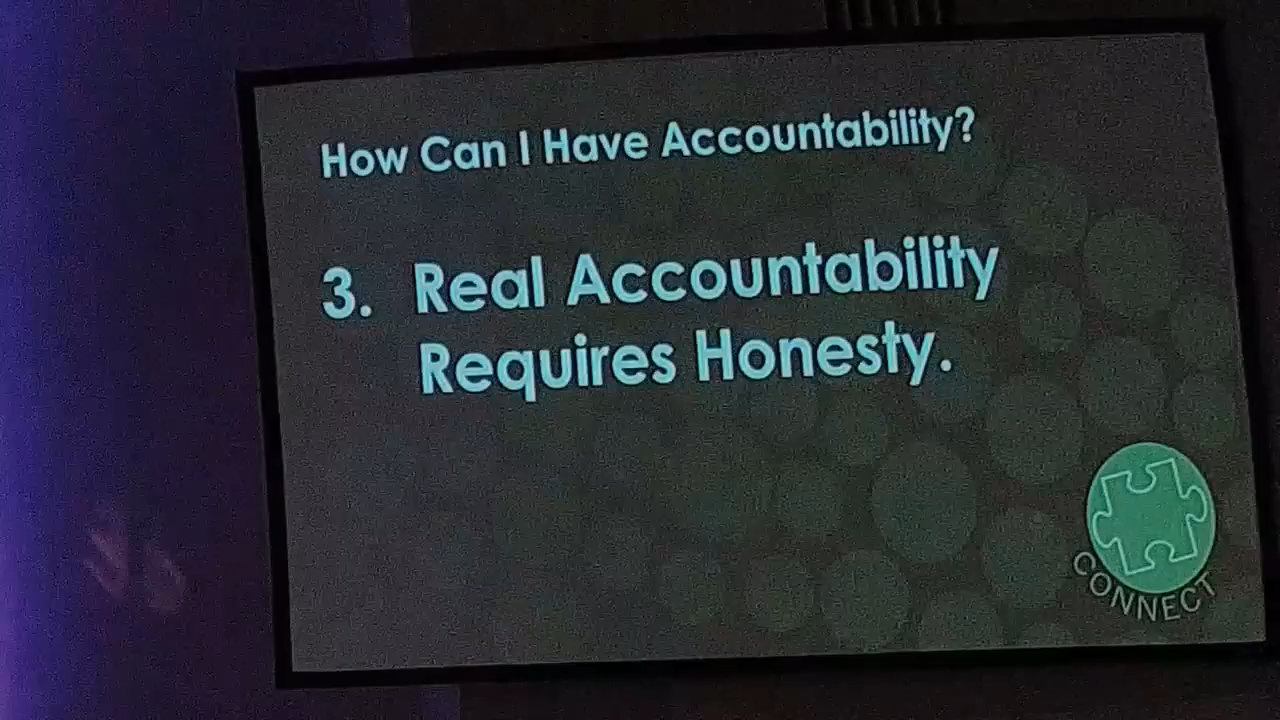 How Can I Have Accountability?
3. Real Accountability
Requires Honesty.
CONNECT